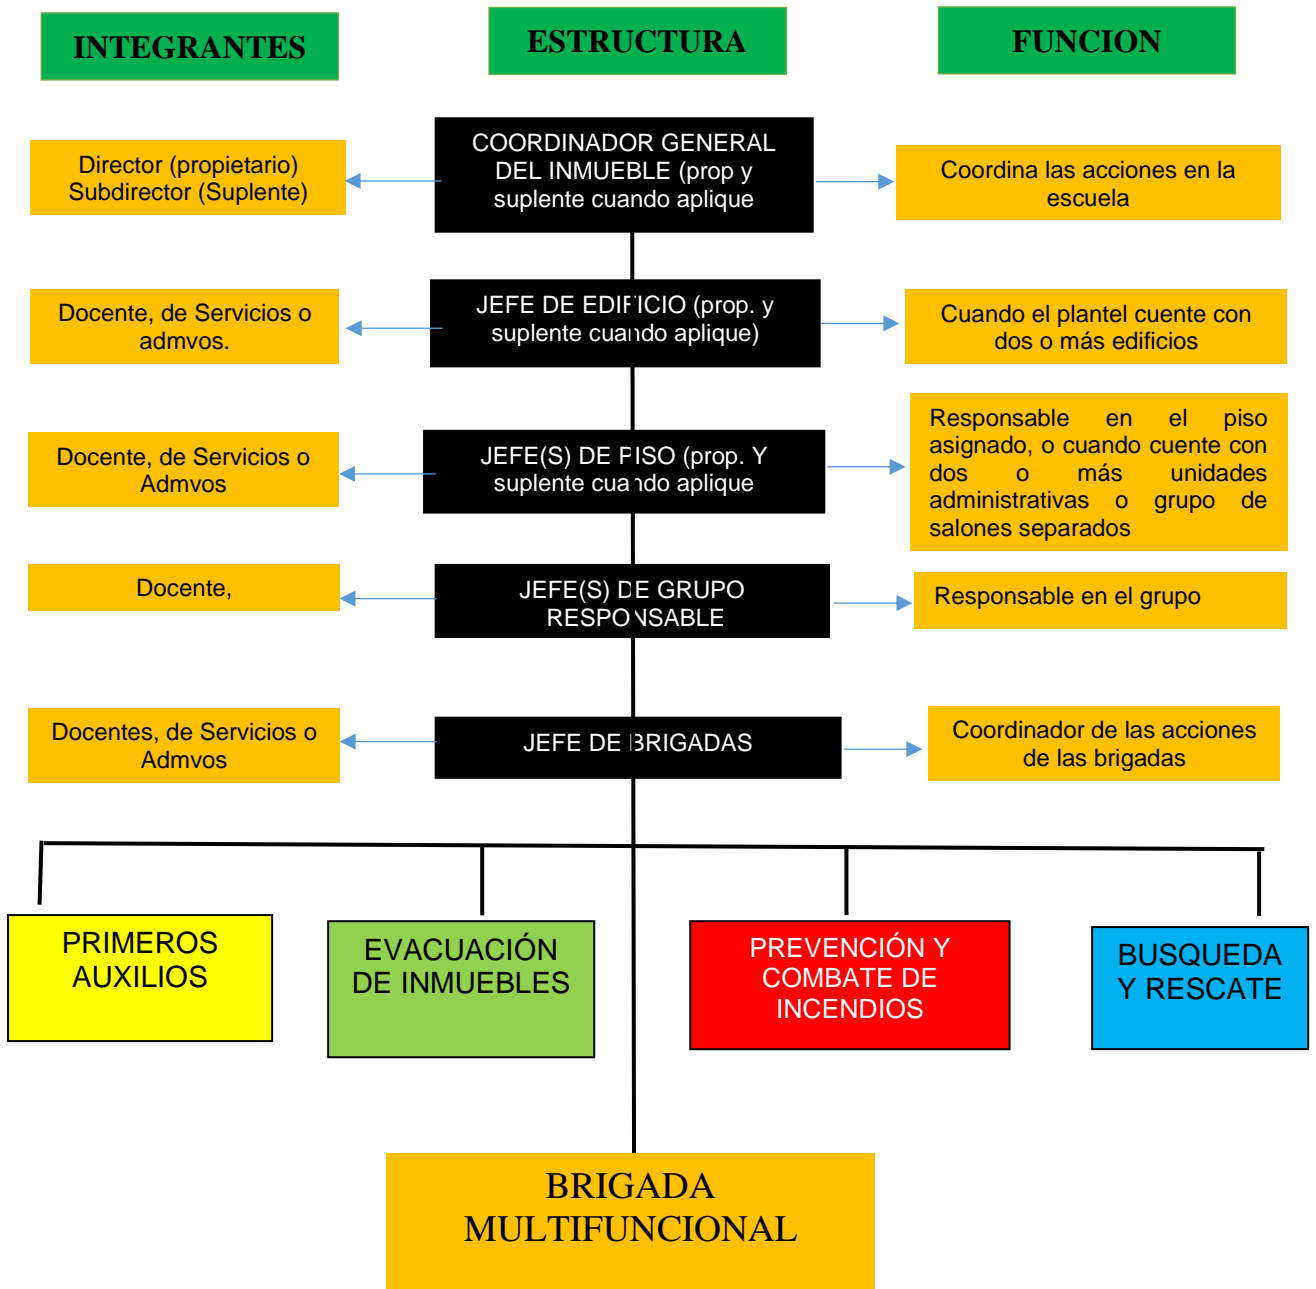 INTEGRANTES
ESTRUCTURA
FUNCION
Director (propietario)
Subdirector (Suplente)
COORDINADOR GENERAL
DEL INMUEBLE (prop y
suplente cuando aplique
Coordina las acciones en la
escuela
Docente, de Servicios o
admvos.
JEFE DE EDIFICIO (prop. y
suplente cuando aplique)
Cuando el plantel cuente con
dos o más edificios
Docente, de Servicios o
Admvos
JEFE(S) DE PISO (prop. Y
suplente cuando aplique
Responsable en el piso
asignado, o cuando cuente con
dos o más unidades
administrativas o grupo de
salones separados
Docente,
JEFE(S) DE GRUPO
RESPONSABLE
Responsable en el grupo
Docentes, de Servicios o
Admvos
JEFE DE BRIGADAS
Coordinador de las acciones
de las brigadas
PRIMEROS
AUXILIOS
EVACUACIÓN
DE INMUEBLES
PREVENCIÓN Y
COMBATE DE
INCENDIOS
BUSQUEDA
Y RESCATE
BRIGADA
MULTIFUNCIONAL